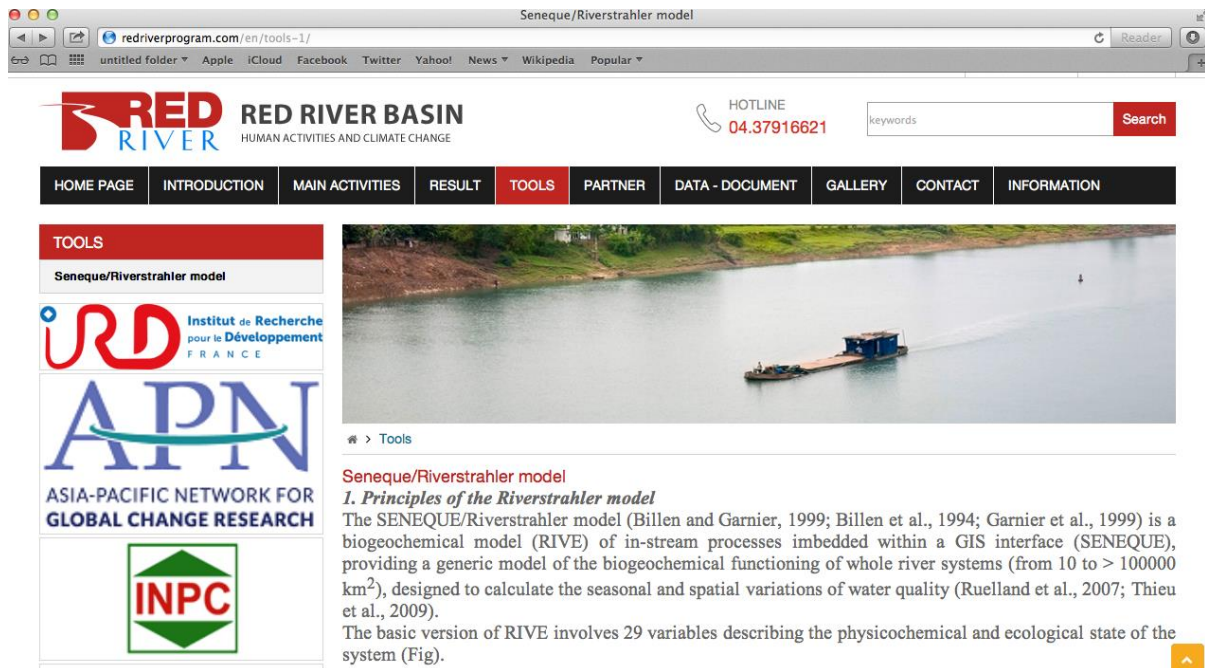 Seneque/Riverstrahler model
redriverprogram.com/en/tools-1/
Reader
untitled folder Apple iCloud Facebook Twitter Yahoo! News Wikipedia Popular
RED RIVER
RED RIVER BASIN
HUMAN ACTIVITIES AND CLIMATE CHANGE
HOTLINE
04.37916621
keywords
Search
HOME PAGE INTRODUCTION MAIN ACTIVITIES RESULT TOOLS PARTNER DATA - DOCUMENT GALLERY CONTACT INFORMATION
TOOLS
Seneque/Riverstrahler model
IRD
Institut de Recherche
pour le Développement
FRANCE
APN
ASIA-PACIFIC NETWORK FOR
GLOBAL CHANGE RESEARCH
INPC
> Tools
Seneque/Riverstrahler model
1. Principles of the Riverstrahler model
The SENEQUE/Riverstrahler model (Billen and Garnier, 1999; Billen et al., 1994; Garnier et al., 1999) is a
biogeochemical model (RIVE) of in-stream processes imbedded within a GIS interface (SENEQUE),
providing a generic model of the biogeochemical functioning of whole river systems (from 10 to > 100000
km²), designed to calculate the seasonal and spatial variations of water quality (Ruelland et al., 2007; Thieu
et al., 2009).
The basic version of RIVE involves 29 variables describing the physicochemical and ecological state of the
system (Fig).